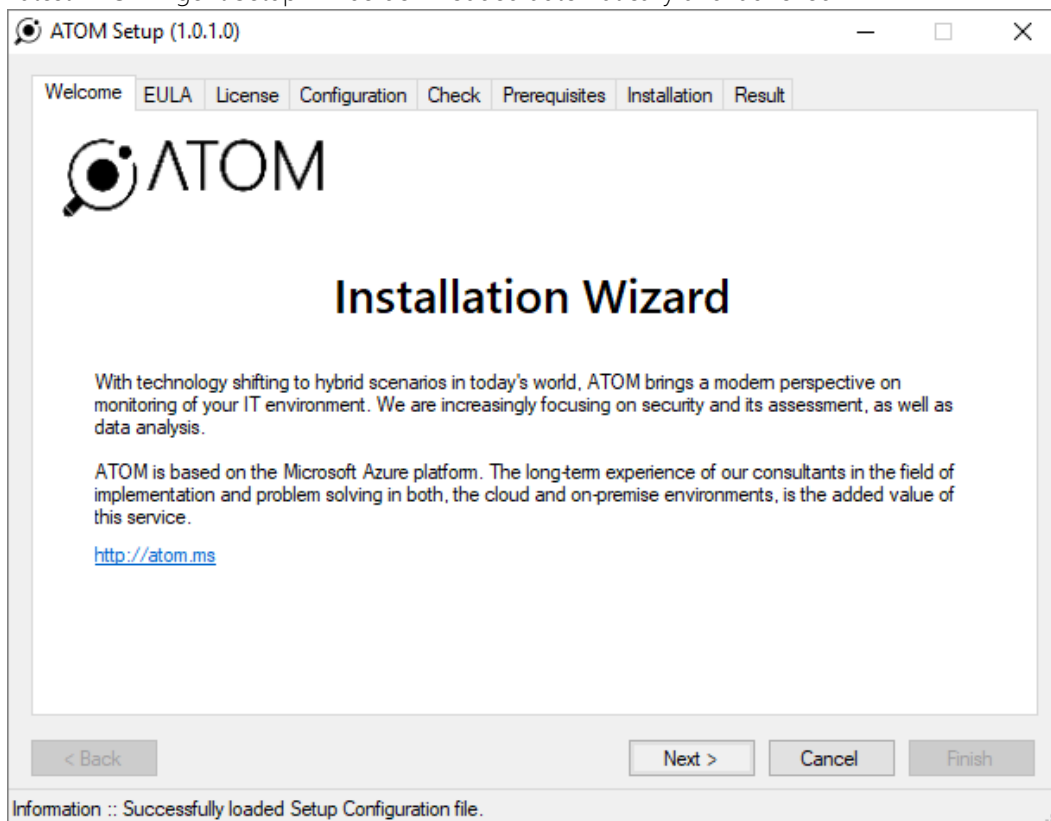 ATOM Setup (1.0.1.0)
Welcome EULA License Configuration Check Prerequisites Installation Result
ATOM
Installation Wizard
With technology shifting to hybrid scenarios in today's world, ATOM brings a modern perspective on
monitoring of your IT environment. We are increasingly focusing on security and its assessment, as well as
data analysis.
ATOM is based on the Microsoft Azure platform. The long-term experience of our consultants in the field of
implementation and problem solving in both, the cloud and on-premise environments, is the added value of
this service.
http://atom.ms
< Back Next > Cancel Finish
Information :: Successfully loaded Setup Configuration file.